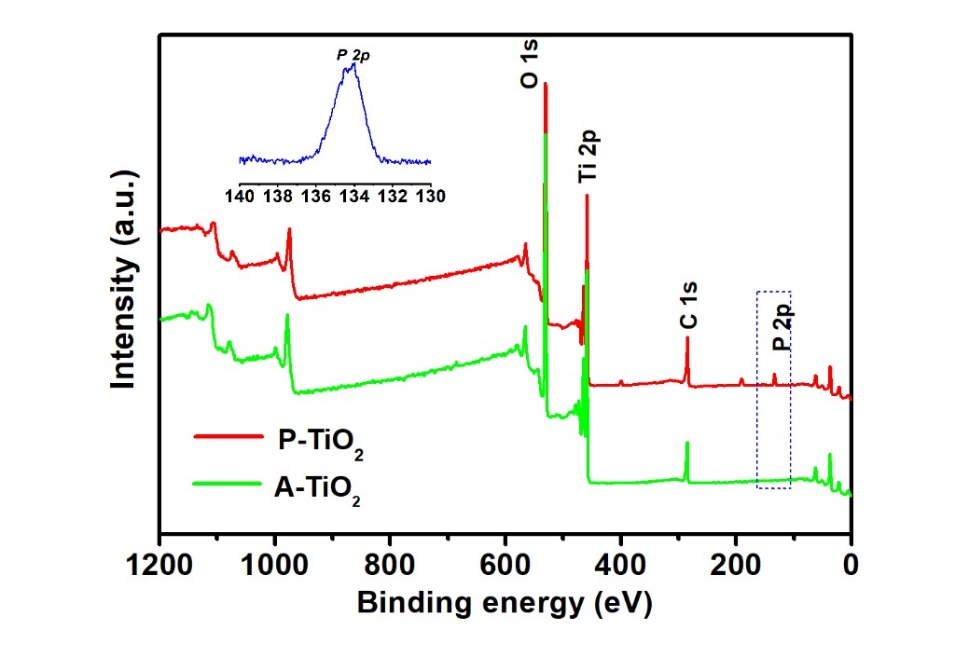 P 2p
140 138 136 134 132 130
O 1s
Ti 2p
C 1s
P 2p
Intensity (a.u.)
P-TiO₂
A-TiO₂
1200 1000 800 600 400 200 0
Binding energy (eV)